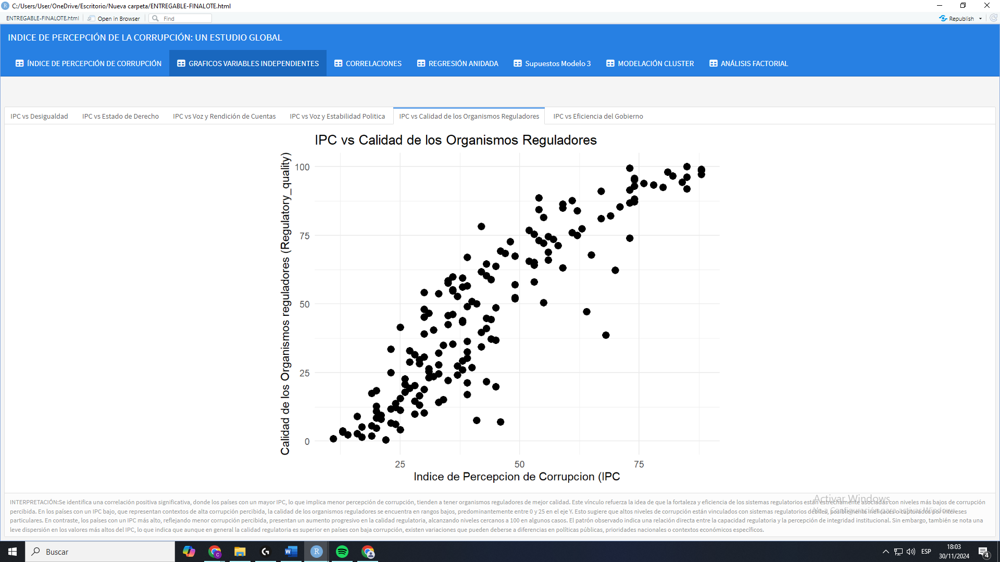 C:/Users/User/OneDrive/Escritorio/Nueva carpeta/ENTREGABLE-FINALOTE.html
ENTREGABLE-FINALOTE.html Open in Browser Find Republish
INDICE DE PERCEPCIÓN DE LA CORRUPCIÓN: UN ESTUDIO GLOBAL
ÍNDICE DE PERCEPCIÓN DE CORRUPCIÓN GRAFICOS VARIABLES INDEPENDIENTES CORRELACIONES REGRESIÓN ANIDADA Supuestos Modelo 3 MODELACIÓN CLUSTER ANÁLISIS FACTORIAL
IPC vs Desigualdad IPC vs Estado de Derecho IPC vs Voz y Rendición de Cuentas IPC vs Voz y Estabilidad Politica IPC vs Calidad de los Organismos Reguladores IPC vs Eficiencia del Gobierno
IPC vs Calidad de los Organismos Reguladores
Calidad de los Organismos reguladores (Regulatory_quality)
100
75
50
25
0
25 50 75
Indice de Percepcion de Corrupcion (IPC
INTERPRETACIÓN:Se identifica una correlación positiva significativa, donde los países con un mayor IPC, lo que implica menor percepción de corrupción, tienden a tener organismos reguladores de mejor calidad. Este vínculo refuerza la idea de que la fortaleza y eficiencia de los sistemas regulatorios están estrechamente asociadas con niveles más bajos de corrupción
percibida. En los países con un IPC bajo, que representan contextos de alta corrupción percibida, la calidad de los organismos reguladores se encuentra en rangos bajos, predominantemente entre 0 y 25 en el eje Y. Esto sugiere que altos niveles de corrupción están vinculados con sistemas regulatorios débiles, posiblemente ineficaces o capturados por intereses
particulares. En contraste, los países con un IPC más alto, reflejando menor corrupción percibida, presentan un aumento progresivo en la calidad regulatoria, alcanzando niveles cercanos a 100 en algunos casos. El patrón observado indica una relación directa entre la capacidad regulatoria y la percepción de integridad institucional. Sin embargo, también se nota una
leve dispersión en los valores más altos del IPC, lo que indica que aunque en general la calidad regulatoria es superior en países con baja corrupción, existen variaciones que pueden deberse a diferencias en políticas públicas, prioridades nacionales o contextos económicos específicos.
Activar Windows
Ve a Configuración para activar Windows.
Buscar
ESP
18:03
30/11/2024
4